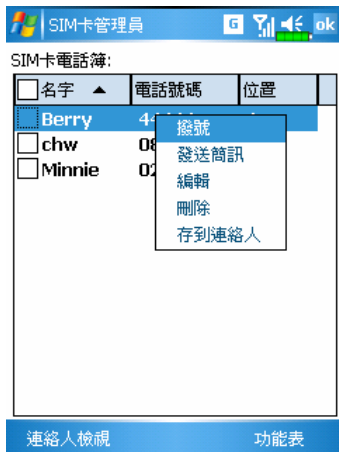 SIM卡管理員 G ok
SIM卡電話簿:
名字 ▲ 電話號碼 位置
Berry
chw
Minnie
撥號
發送簡訊
編輯
刪除
存到連絡人
連絡人檢視 功能表